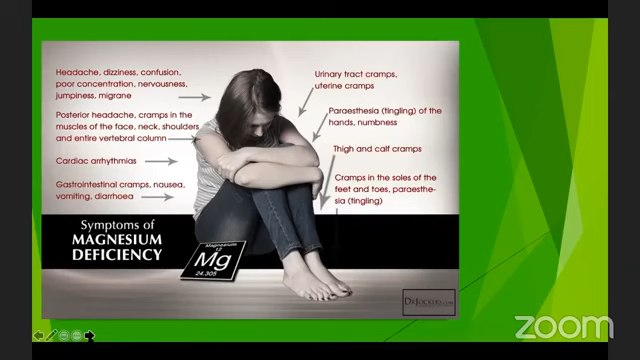 Headache, dizziness, confusion,
poor concentration, nervousness,
jumpiness, migrane
Posterior headache, cramps in the
muscles of the face, neck, shoulders
and entire vertebral column
Cardiac arrhythmias
Gastrointestinal cramps, nausea,
vomiting, diarrhoea
Urinary tract cramps,
uterine cramps
Paraesthesia (tingling) of the
hands, numbness
Thigh and calf cramps
Cramps in the soles of the
feet and toes, paraesthe-
sia (tingling)
Symptoms of
MAGNESIUM
DEFICIENCY
Magnesium
12
Mg
24.305
DRJOCKERS.COM
zoom